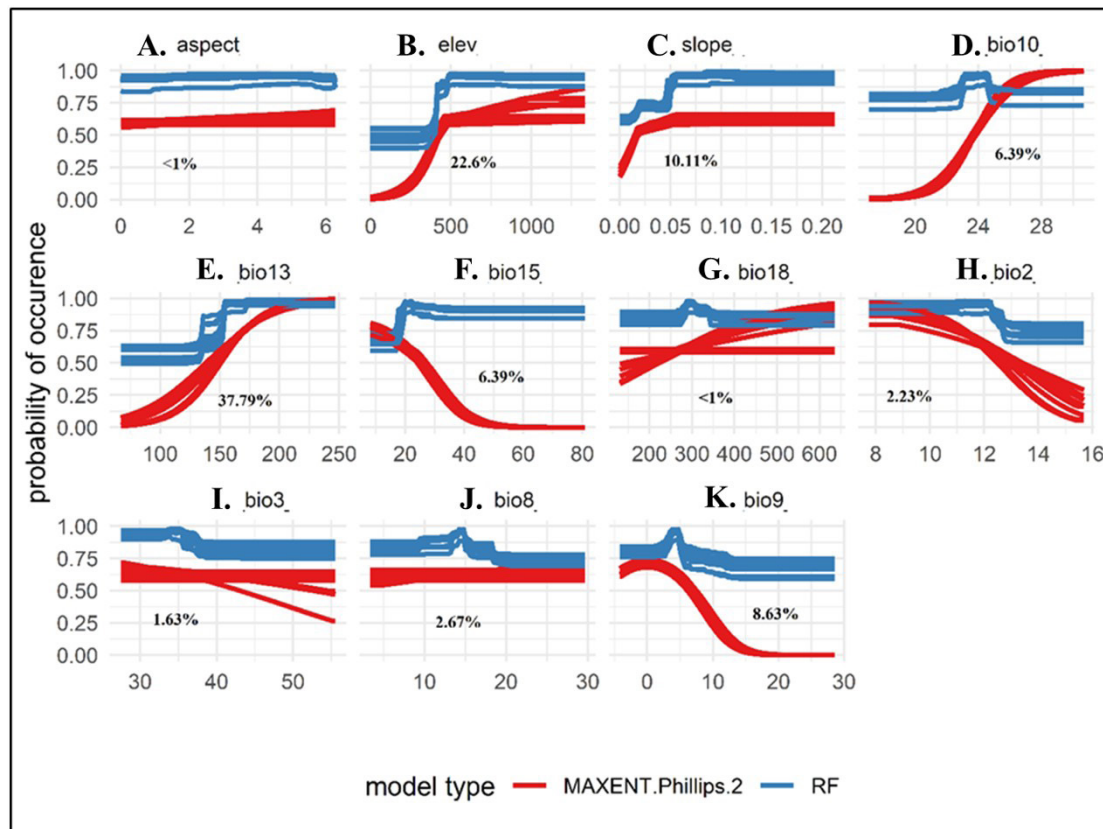 A. aspect B. elev C. slope D. bio10
1.00
0.75
0.50
0.25
0.00
<1% 22.6% 10.11% 6.39%
0 2 4 6 0 500 1000 0.00 0.05 0.10 0.15 0.20 20 24 28
E. bio13 F. bio15 G. bio18 H. bio2
1.00
0.75
0.50
0.25
0.00
37.79% 6.39% <1% 2.23%
100 150 200 250 20 40 60 80 200 300 400 500 600 8 10 12 14 16
I. bio3 J. bio8 K. bio9
1.00
0.75
0.50
0.25
0.00
1.63% 2.67% 8.63%
30 40 50 10 20 30 0 10 20 30
probability of occurence
model type MAXENT.Phillips.2 RF